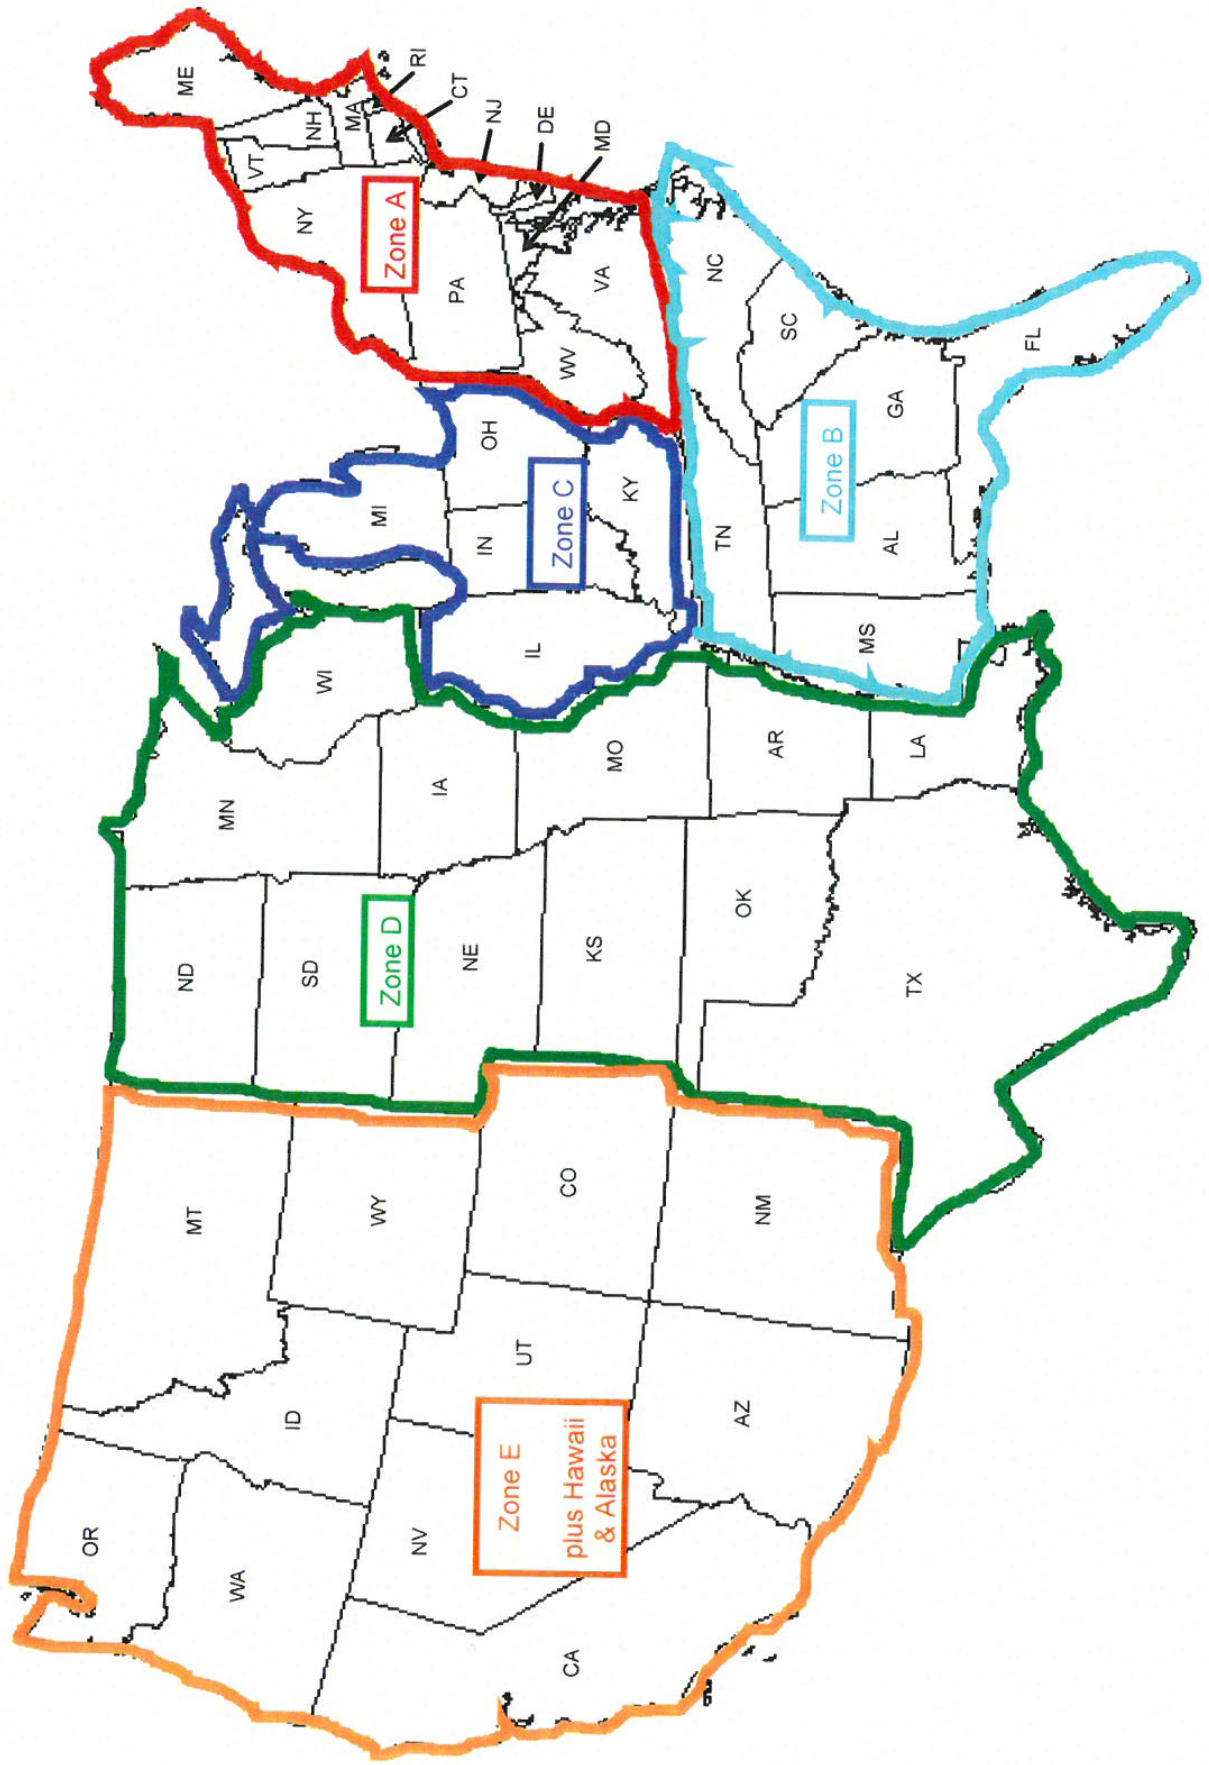 OR
WA
MT
ID
WY
NV
UT
CO
CA
AZ
NM
Zone E
plus Hawaii
& Alaska
ND
MN
SD
WI
Zone D
IA
NE
KS
MO
OK
AR
TX
LA
MI
OH
IN
IL
Zone C
KY
ME
VT
NH
MA
RI
CT
NY
Zone A
NJ
PA
DE
MD
WV
VA
NC
TN
SC
Zone B
MS
AL
GA
FL